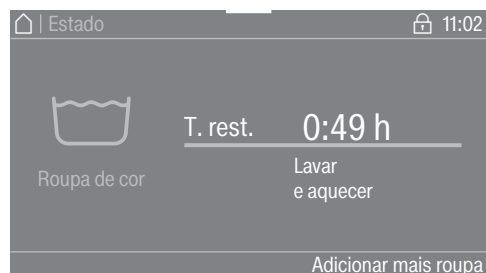 | Estado
11:02
T. rest. 0:49 h
Roupa de cor
Lavar
e aquecer
Adicionar mais roupa